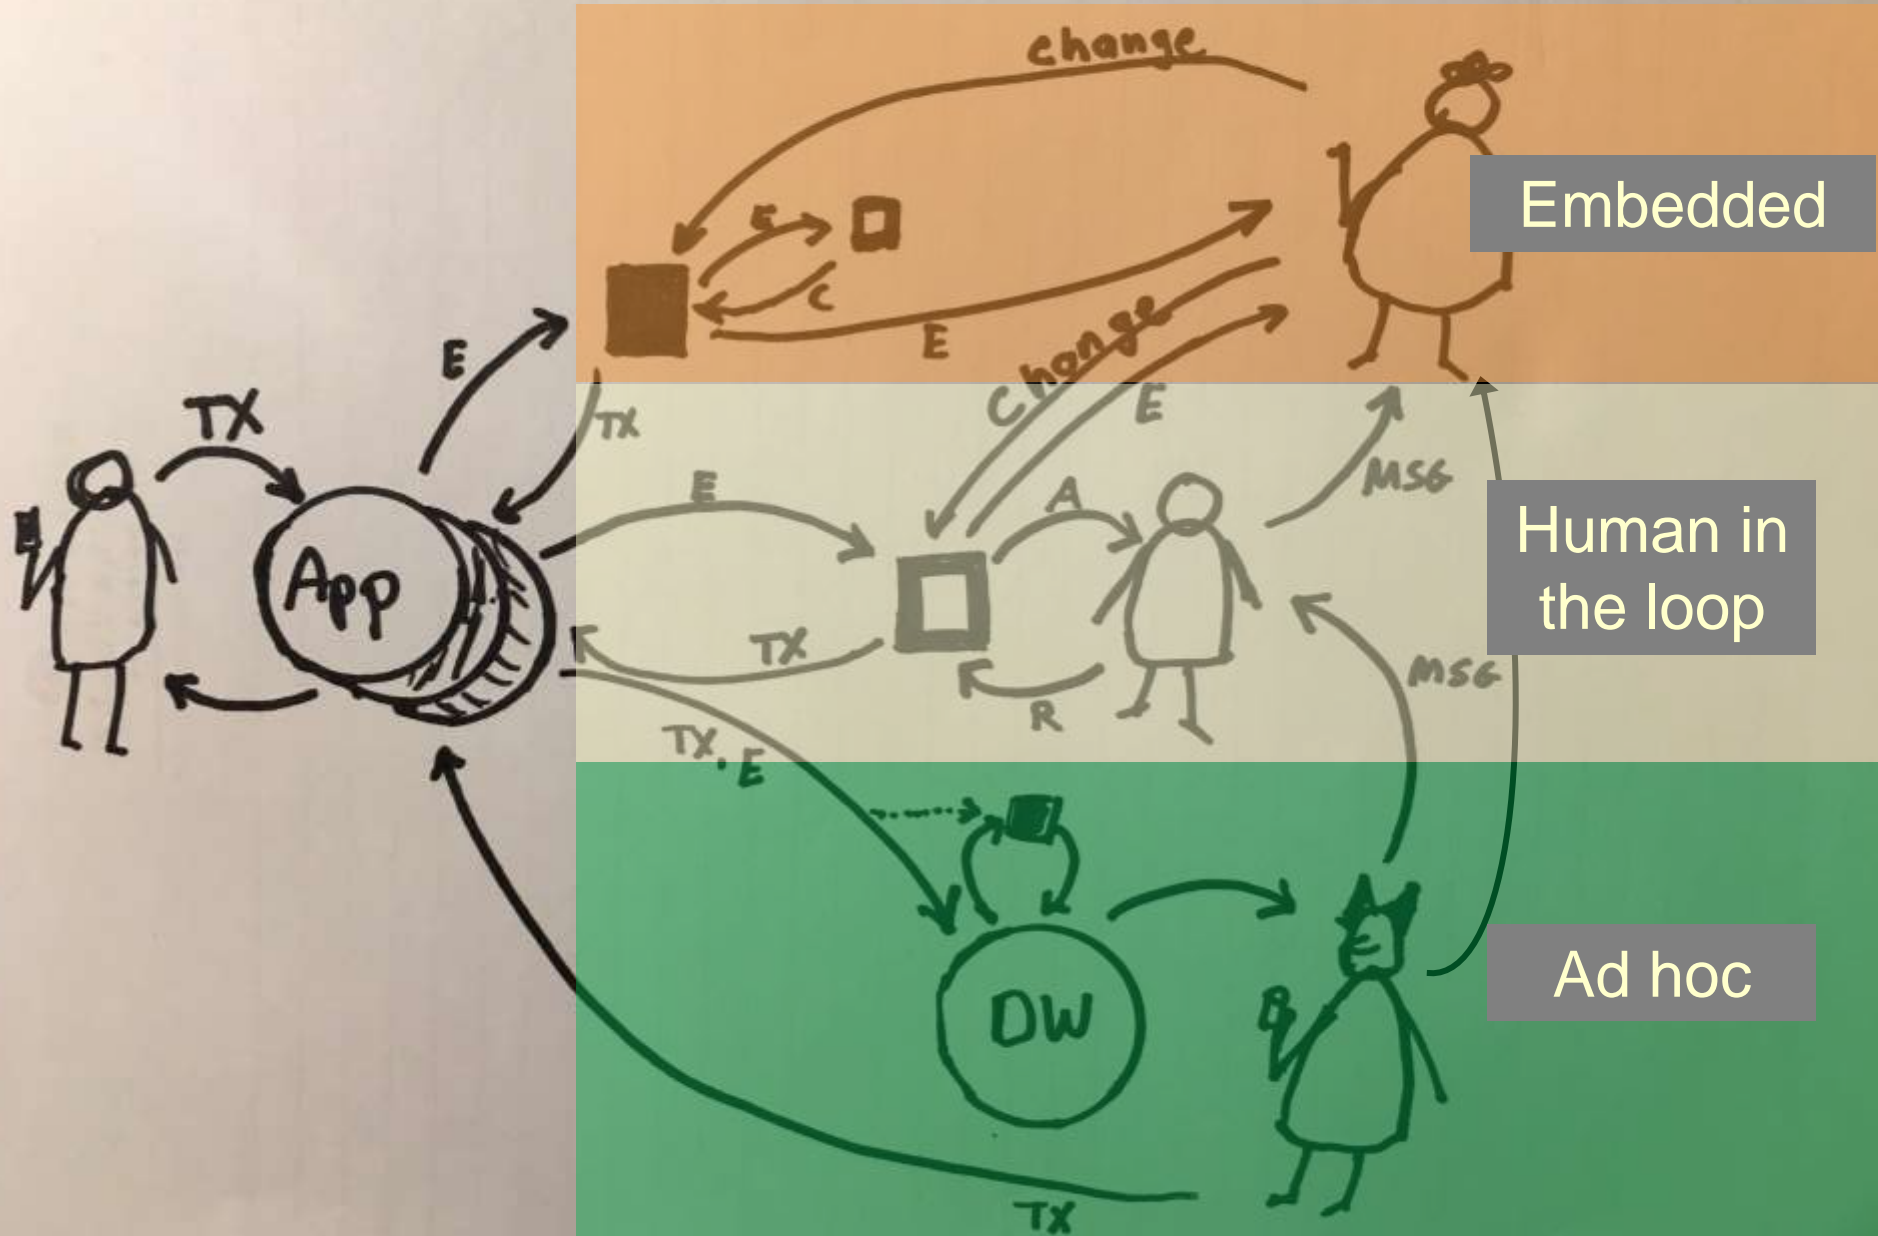 change
E
C
E
Embedded
E
Change
TX
TX
E
E
A
MSG
Human in
the loop
App
TX
MSG
R
TX, E
DW
Ad hoc
TX